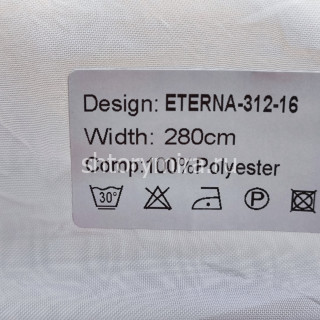 Design: ETERNA-312-16
Width: 280cm
Comp:100%Polyester
30° P